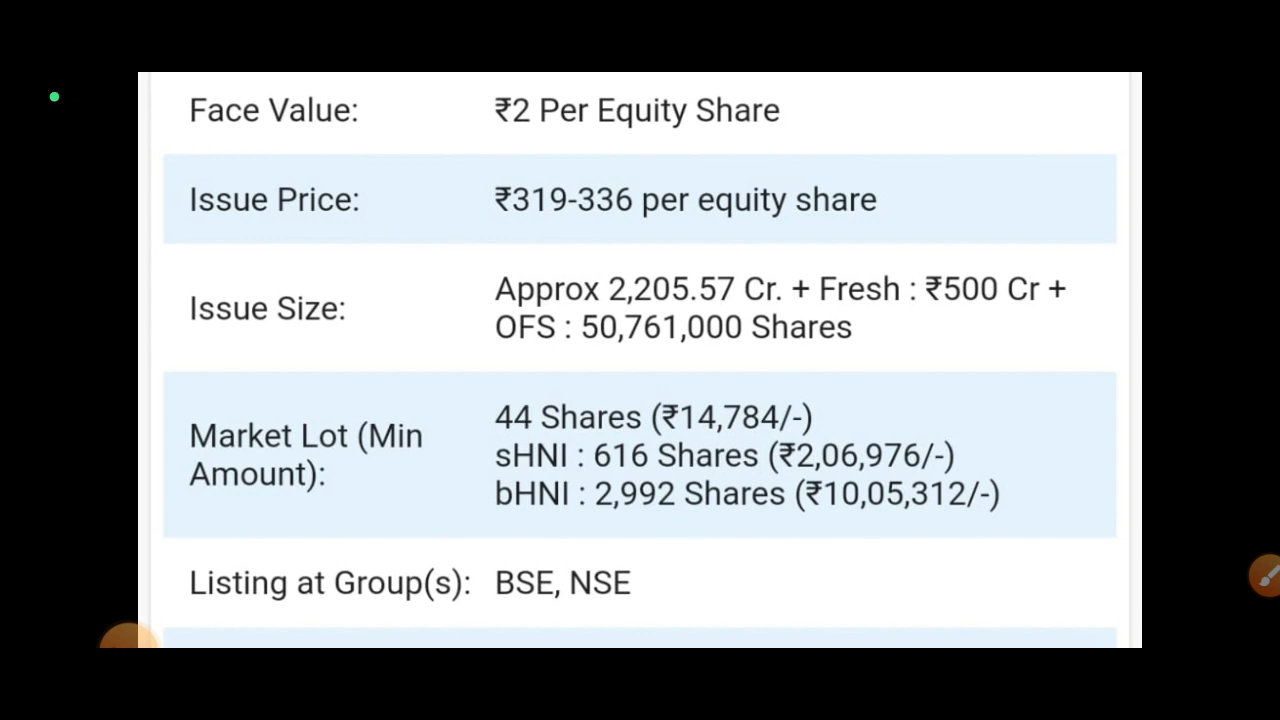 Face Value: ₹2 Per Equity Share
Issue Price: ₹319-336 per equity share
Issue Size: Approx 2,205.57 Cr. + Fresh : ₹500 Cr +
OFS : 50,761,000 Shares
Market Lot (Min
Amount):
44 Shares (₹14,784/-)
sHNI : 616 Shares (₹2,06,976/-)
bHNI : 2,992 Shares (₹10,05,312/-)
Listing at Group(s): BSE, NSE